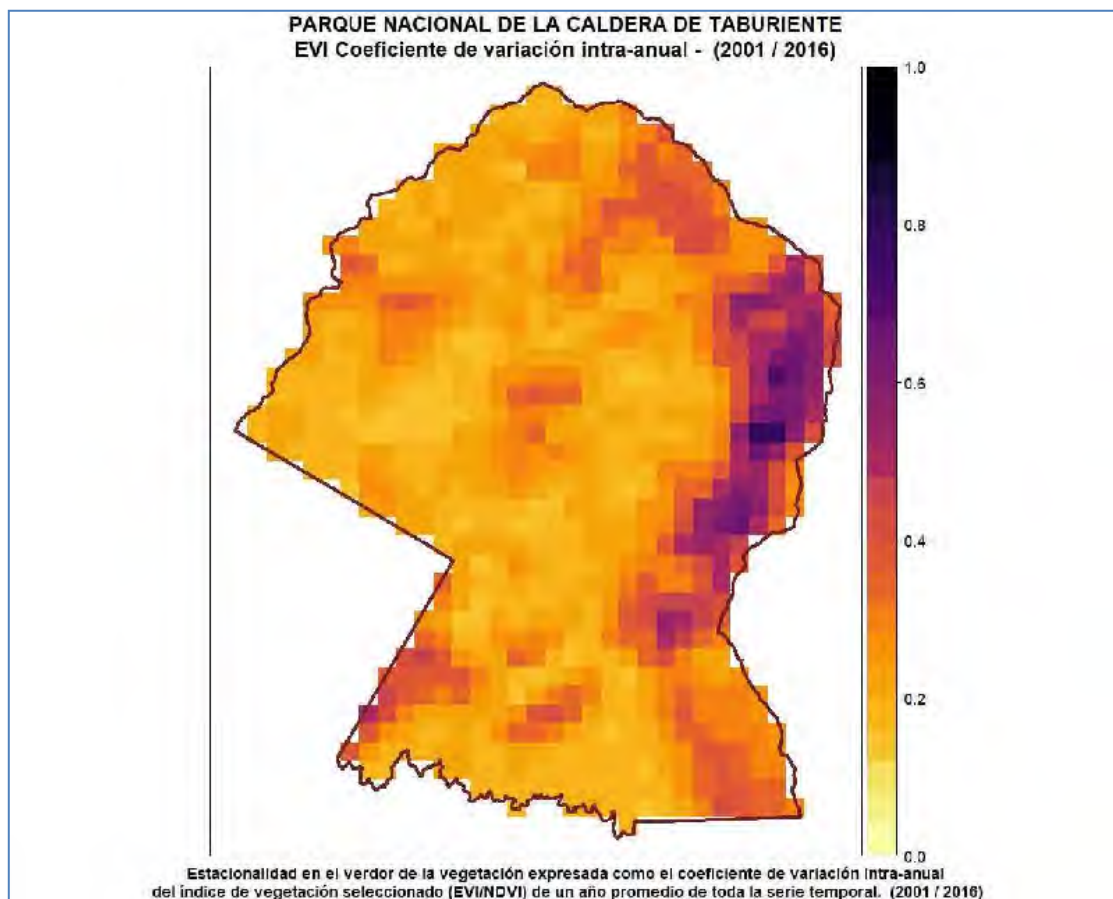 PARQUE NACIONAL DE LA CALDERA DE TABURIENTE
EVI Coeficiente de variación intra-anual - (2001 / 2016)
1.0
0.8
0.6
0.4
0.2
0.0
Estacionalidad en el verdor de la vegetación expresada como el coeficiente de variación intra-anual
del índice de vegetación seleccionado (EVI/NDVI) de un año promedio de toda la serie temporal. (2001 / 2016)